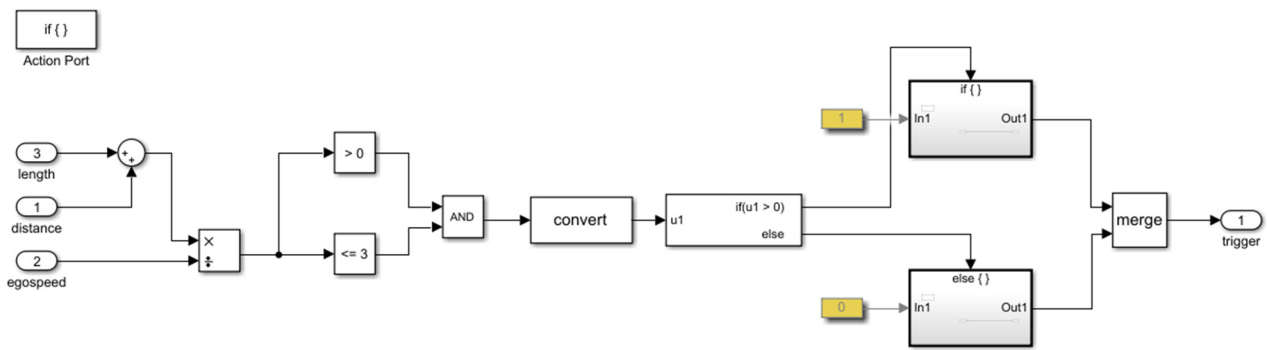 if { }
Action Port
3
length
1
distance
2
egospeed
+
+
×
÷
> 0
<= 3
AND
convert
u1
if(u1 > 0)
else
1
if { }
In1
Out1
0
else { }
In1
Out1
merge
1
trigger